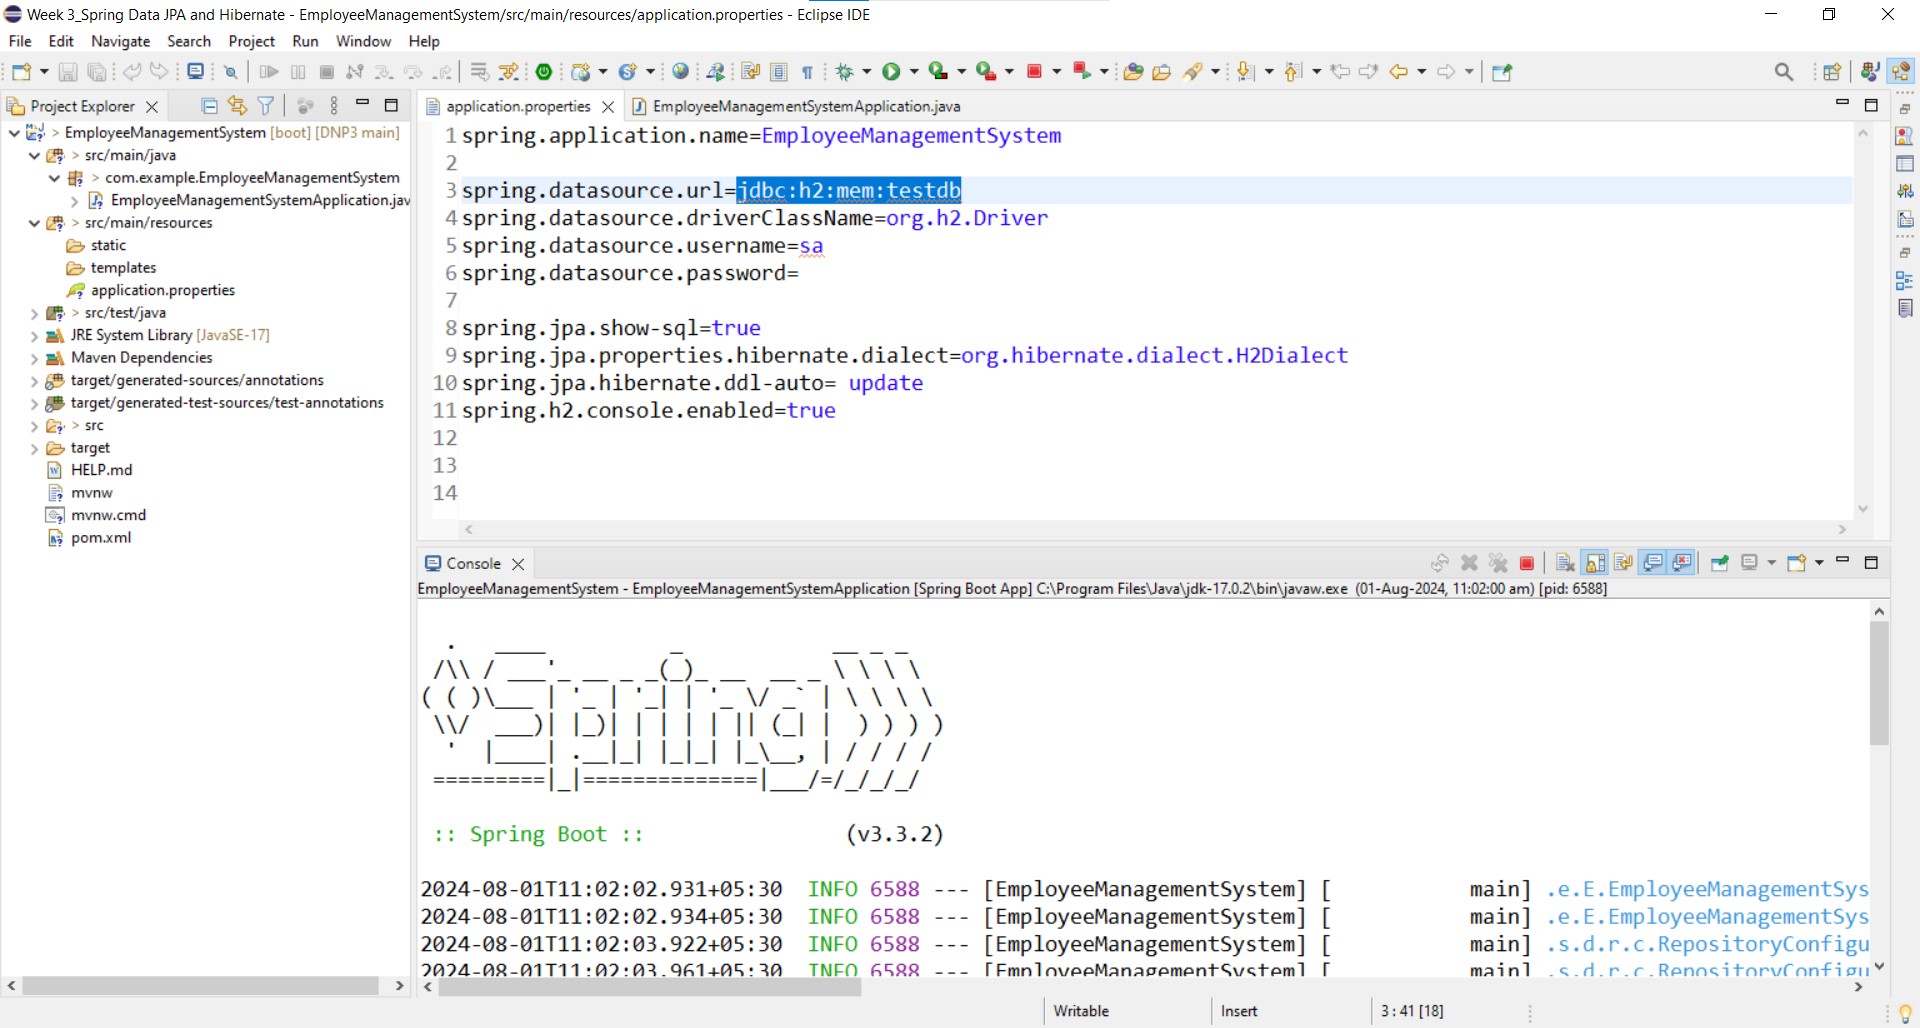 Week 3_Spring Data JPA and Hibernate - EmployeeManagementSystem/src/main/resources/application.properties - Eclipse IDE
File Edit Navigate Search Project Run Window Help
Project Explorer
EmployeeManagementSystem [boot] [DNP3 main]
> src/main/java
> com.example.EmployeeManagementSystem
EmployeeManagementSystemApplication.jav
> src/main/resources
static
templates
application.properties
> src/test/java
JRE System Library [JavaSE-17]
Maven Dependencies
target/generated-sources/annotations
target/generated-test-sources/test-annotations
> src
target
HELP.md
mvnw
mvnw.cmd
pom.xml
application.properties
EmployeeManagementSystemApplication.java
1 spring.application.name=EmployeeManagementSystem
2
3 spring.datasource.url=jdbc:h2:mem:testdb
4 spring.datasource.driverClassName=org.h2.Driver
5 spring.datasource.username=sa
6 spring.datasource.password=
7
8 spring.jpa.show-sql=true
9 spring.jpa.properties.hibernate.dialect=org.hibernate.dialect.H2Dialect
10 spring.jpa.hibernate.ddl-auto= update
11 spring.h2.console.enabled=true
12
13
14
Console
EmployeeManagementSystem - EmployeeManagementSystemApplication [Spring Boot App] C:\Program Files\Java\jdk-17.0.2\bin\javaw.exe (01-Aug-2024, 11:02:00 am) [pid: 6588]
Spring
:: Spring Boot :: (v3.3.2)
2024-08-01T11:02:02.931+05:30 INFO 6588 --- [EmployeeManagementSystem] [ main] .e.E.EmployeeManagementSys
2024-08-01T11:02:02.934+05:30 INFO 6588 --- [EmployeeManagementSystem] [ main] .e.E.EmployeeManagementSys
2024-08-01T11:02:03.922+05:30 INFO 6588 --- [EmployeeManagementSystem] [ main] .s.d.r.c.RepositoryConfigu
2024-08-01T11:02:03.961+05:30 INFO 6588 --- [EmployeeManagementSystem] [ main] .s.d.r.c.RepositoryConfigu
Writable
Insert
3 : 41 [18]